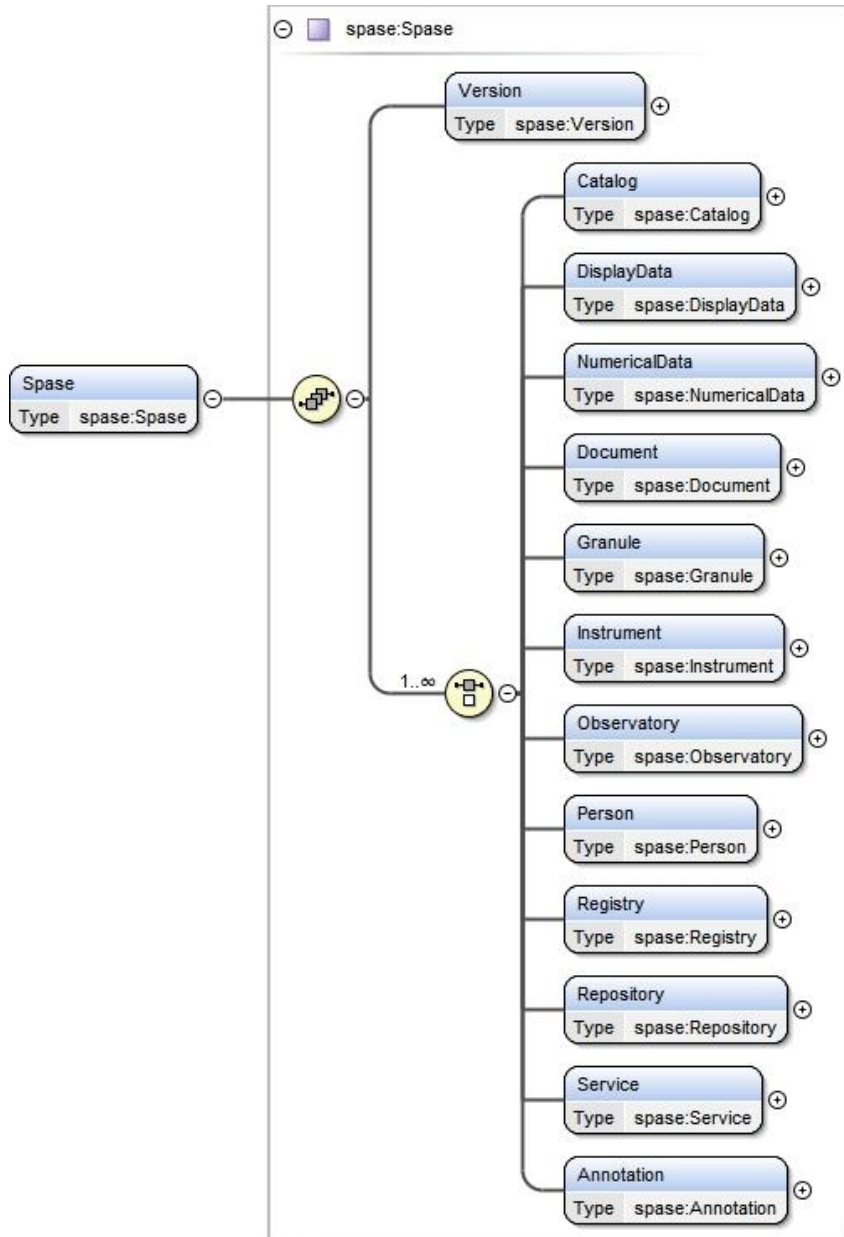 spase:Spase
Version
Type spase:Version
Catalog
Type spase:Catalog
DisplayData
Type spase:DisplayData
NumericalData
Type spase:NumericalData
Spase
Type spase:Spase
Document
Type spase:Document
Granule
Type spase:Granule
Instrument
Type spase:Instrument
1..∞
Observatory
Type spase:Observatory
Person
Type spase:Person
Registry
Type spase:Registry
Repository
Type spase:Repository
Service
Type spase:Service
Annotation
Type spase:Annotation